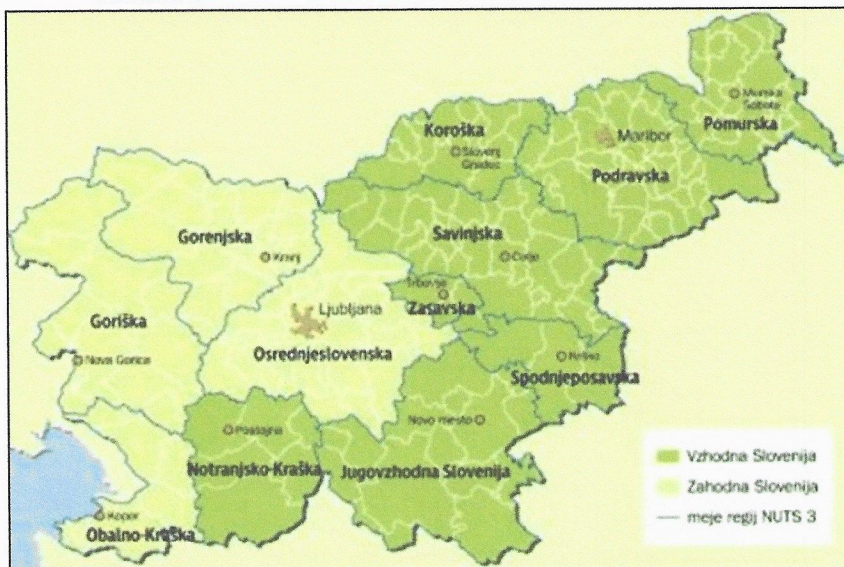 Murska
Sobota
Pomurska
Koroška
Slovenj
Gradec
Maribor
Podravska
Gorenjska
Kranj
Savinjska
Celje
Trbovlje
Zasavska
Ljubljana
Goriška
Nova Gorica
Osrednjeslovenska
Krško
Spodnjeposavska
Postojna
Novo mesto
Notranjsko-Kraška
Jugovzhodna Slovenija
Koper
Obalno-Kraška
Vzhodna Slovenija
Zahodna Slovenija
meje regij NUTS 3